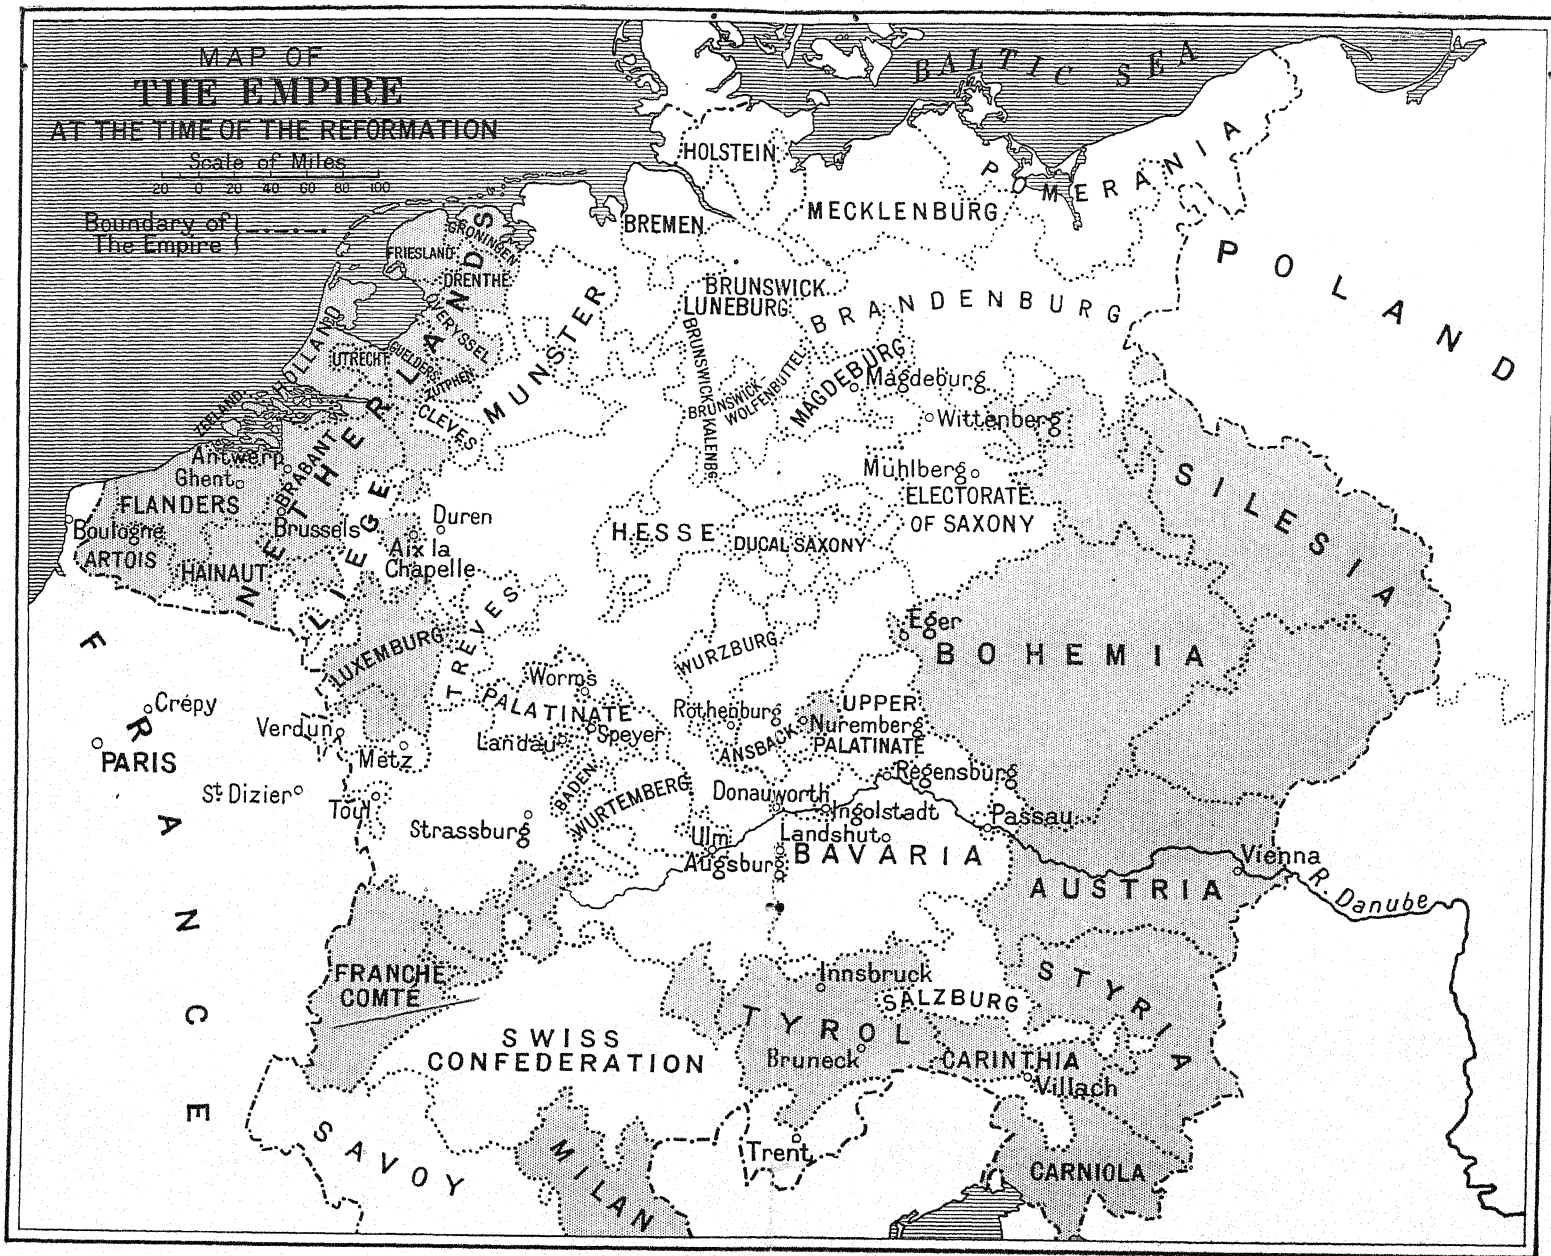 MAP OF
THE EMPIRE
AT THE TIME OF THE REFORMATION
Scale of Miles
20 0 20 40 60 80 100
Boundary of
The Empire
BALTIC SEA
HOLSTEIN
POMERANIA
MECKLENBURG
BREMEN
POLAND
NETHERLANDS
GRONINGEN
FRIESLAND
DRENTHE
OVERYSSEL
HOLLAND
UTRECHT
GUELDERS
ZUTPHEN
ZEELAND
CLEVES
MUNSTER
BRUNSWICK
LUNEBURG
BRANDENBURG
BRUNSWICK KALENBG
BRUNSWICK
WOLFENBUTTEL
MAGDEBURG
Magdeburg
Wittenberg
Muhlberg
ELECTORATE
OF SAXONY
SILESIA
Antwerp
Ghent
BRABANT
FLANDERS
Brussels
Boulogne
ARTOIS
HAINAUT
LIEGE
Duren
Aix la
Chapelle
HESSE
DUCAL SAXONY
LUXEMBURG
TREVES
Eger
BOHEMIA
WURZBURG
Worms
PALATINATE
Rothenburg
UPPER
Nuremberg
PALATINATE
ANSBACK
Landau
Speyer
FRANCE
Crépy
PARIS
Verdun
Metz
St. Dizier
Toul
Strassburg
BADEN
WURTEMBERG
Regensburg
Donauworth
Ingolstadt
Passau
Landshut
Ulm
Augsburg
BAVARIA
Vienna
R. Danube
AUSTRIA
FRANCHE
COMTÉ
Innsbruck
SALZBURG
STYRIA
SWISS
CONFEDERATION
TYROL
Bruneck
CARINTHIA
Villach
SAVOY
MILAN
Trent
CARNIOLA